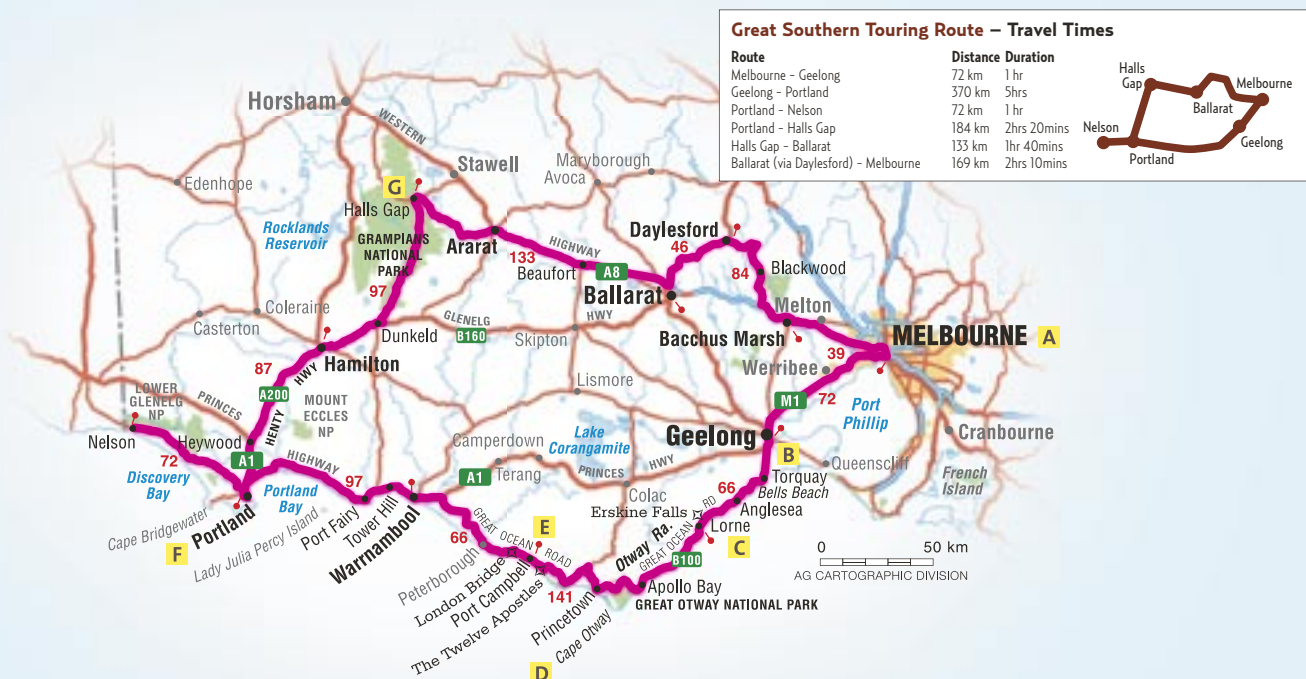 Great Southern Touring Route – Travel Times
Route Distance Duration
Melbourne - Geelong 72 km 1 hr
Geelong - Portland 370 km 5hrs
Portland - Nelson 72 km 1 hr
Portland - Halls Gap 184 km 2hrs 20mins
Halls Gap - Ballarat 133 km 1hr 40mins
Ballarat (via Daylesford) - Melbourne 169 km 2hrs 10mins
Halls
Gap
Melbourne
Ballarat
Nelson
Geelong
Portland
Horsham
WESTERN
Stawell
Maryborough
Avoca
Edenhope
G
Halls Gap
Rocklands
Reservoir
GRAMPIANS
NATIONAL
PARK
Ararat
133
HIGHWAY
Beaufort
A8
Daylesford
46
84
Blackwood
Ballarat
Melton
97
Coleraine
Casterton
GLENELG
HWY
B160
Dunkeld
Skipton
Bacchus Marsh
MELBOURNE
A
39
Werribee
Hamilton
87
HWY
A200
HENTY
LOWER
GLENELG
NP
PRINCES
MOUNT
ECCLES
NP
Lismore
M1
72
Port
Phillip
Nelson
Heywood
A1
HIGHWAY
Camperdown
Lake
Corangamite
Geelong
Cranbourne
B
72
Discovery
Bay
Portland
Bay
97
A1
Terang
PRINCES
HWY
Colac
Queenscliff
French
Island
Torquay
Bells Beach
66
Anglesea
Erskine Falls
Lorne
C
Cape Bridgewater
F
Portland
Lady Julia Percy Island
Port Fairy
Tower Hill
Warrnambool
66
GREAT OCEAN ROAD
E
Otway Ra.
GREAT OCEAN RD
B100
0 50 km
AG CARTOGRAPHIC DIVISION
Peterborough
London Bridge
Port Campbell
The Twelve Apostles
141
Princetown
Cape Otway
Apollo Bay
GREAT OTWAY NATIONAL PARK
D